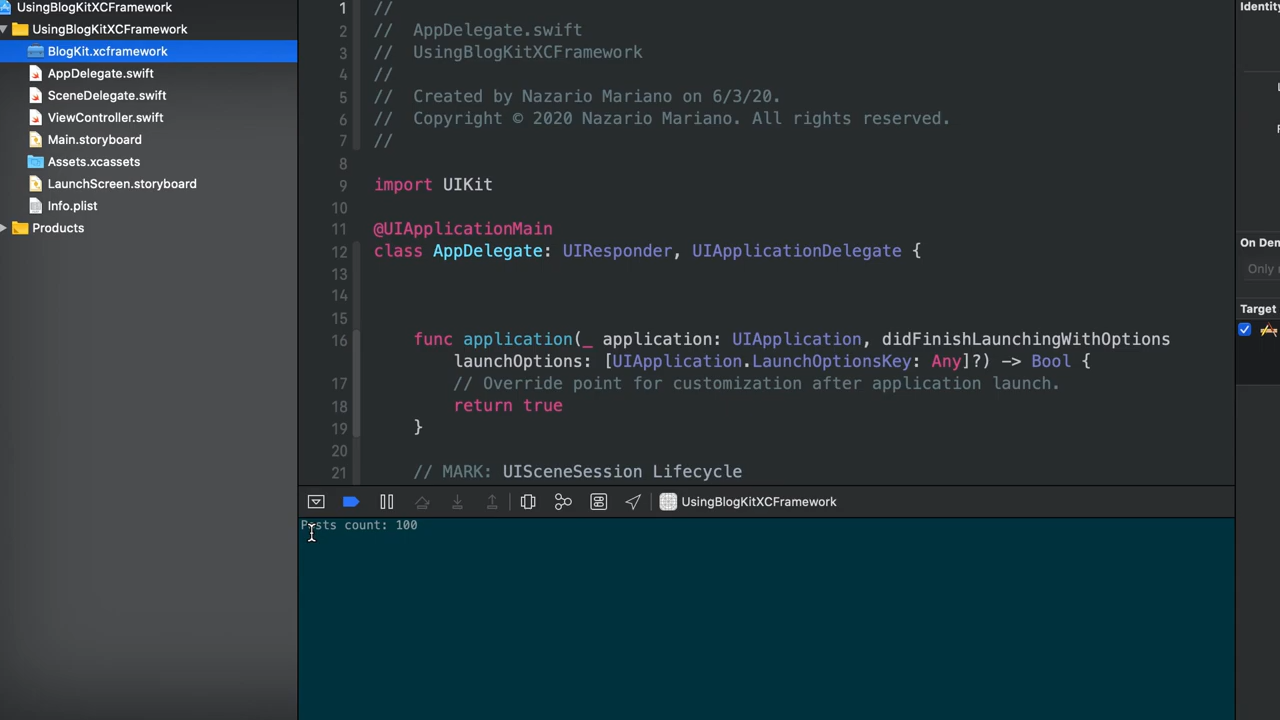 UsingBlogKitXCFramework
UsingBlogKitXCFramework
BlogKit.xcframework
AppDelegate.swift
SceneDelegate.swift
ViewController.swift
Main.storyboard
Assets.xcassets
LaunchScreen.storyboard
Info.plist
Products
1 //
2 // AppDelegate.swift
3 // UsingBlogKitXCFramework
4 //
5 // Created by Nazario Mariano on 6/3/20.
6 // Copyright © 2020 Nazario Mariano. All rights reserved.
7 //
8
9 import UIKit
10
11 @UIApplicationMain
12 class AppDelegate: UIResponder, UIApplicationDelegate {
13
14
15
16 func application(_ application: UIApplication, didFinishLaunchingWithOptions
launchOptions: [UIApplication.LaunchOptionsKey: Any]?) -> Bool {
17 // Override point for customization after application launch.
18 return true
19 }
20
21 // MARK: UISceneSession Lifecycle
UsingBlogKitXCFramework
Posts count: 100
Identity
On Dem
Only
Target